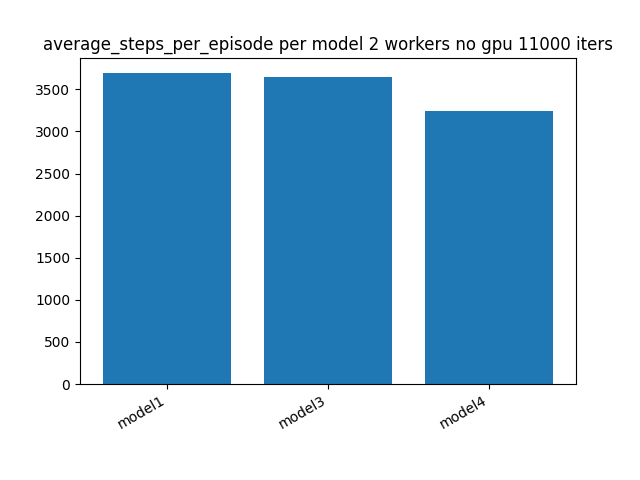 average_steps_per_episode per model 2 workers no gpu 11000 iters
3500
3000
2500
2000
1500
1000
500
0
model1
model3
model4